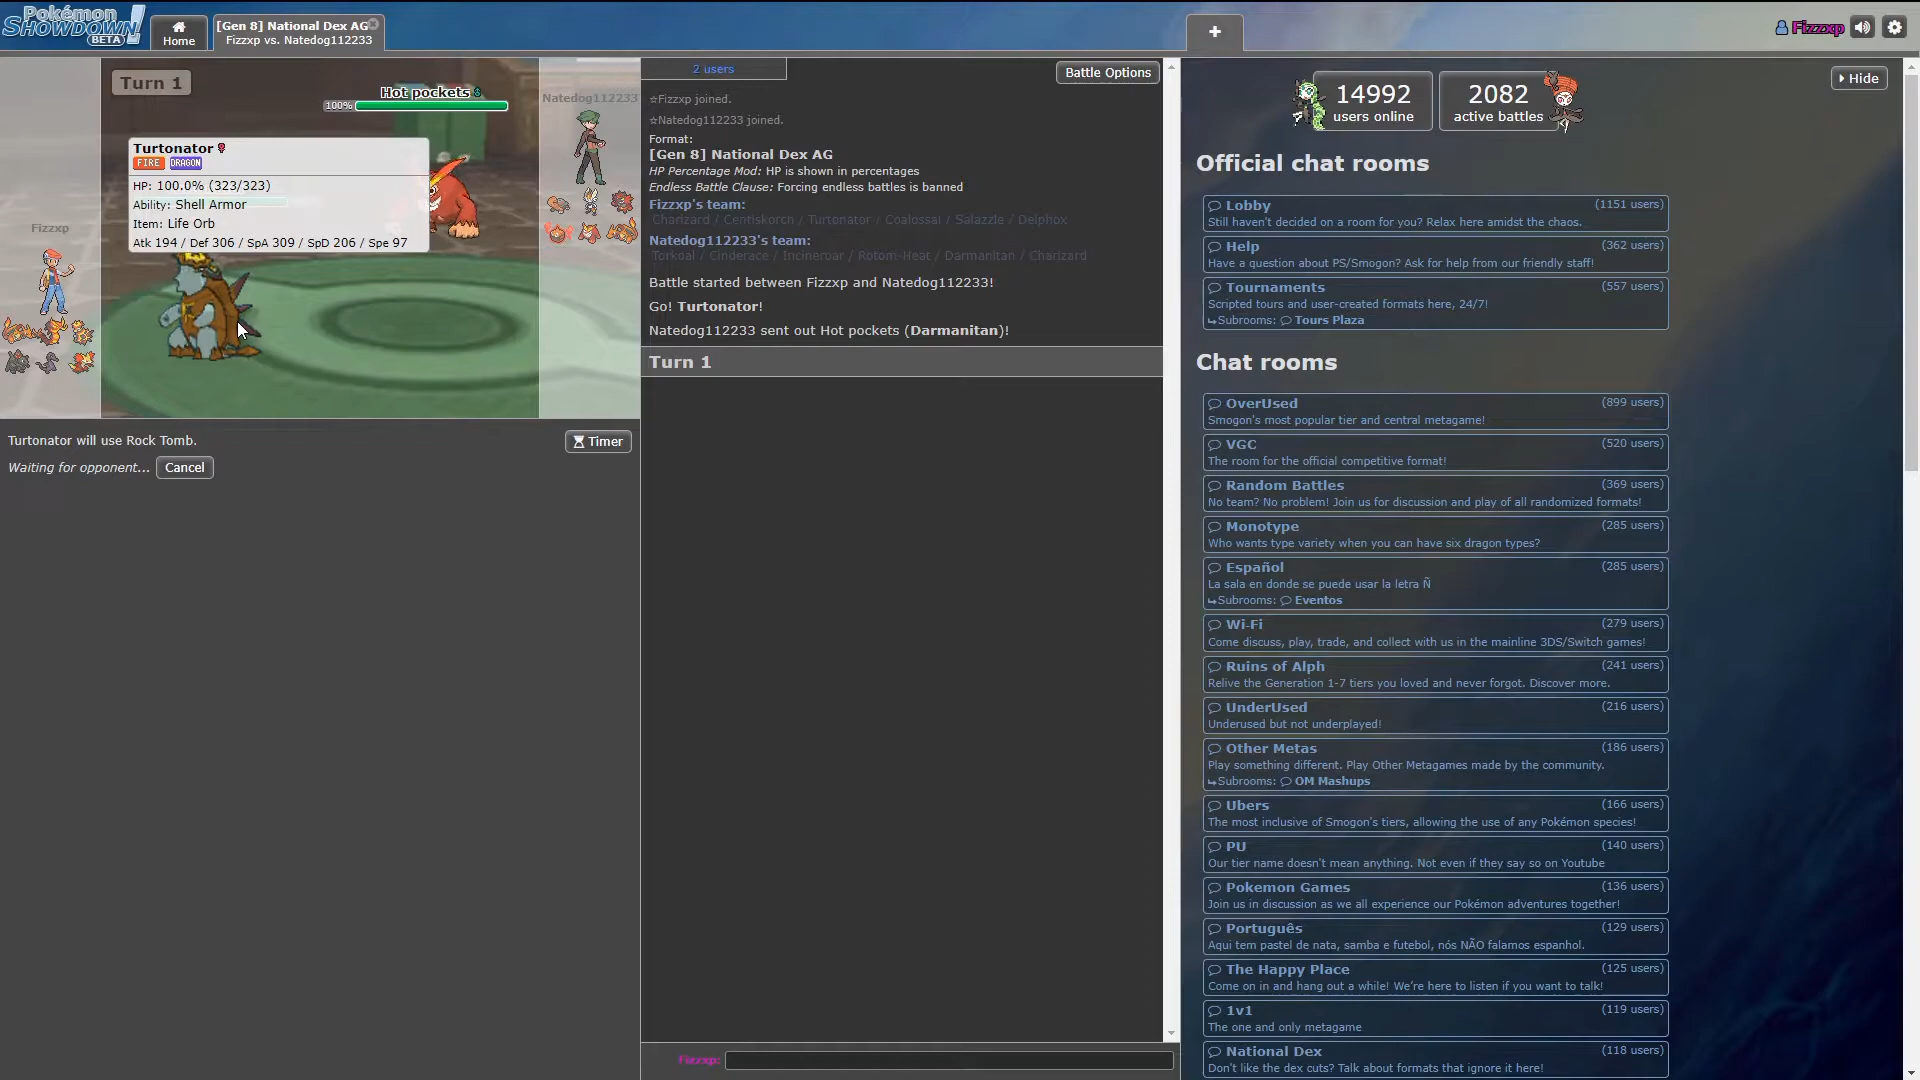 Pokémon
SHOWDOWN!
BETA
Home
[Gen 8] National Dex AG
Fizzxp vs. Natedog112233
+
Fizzxp
Turn 1
Hot pockets
100%
Natedog112233
Turtonator
FIRE DRAGON
HP: 100.0% (323/323)
Ability: Shell Armor
Item: Life Orb
Atk 194 / Def 306 / SpA 309 / SpD 206 / Spe 97
Fizzxp
Turtonator will use Rock Tomb.
Timer
Waiting for opponent... Cancel
2 users
Battle Options
☆Fizzxp joined.
☆Natedog112233 joined.
Format:
[Gen 8] National Dex AG
HP Percentage Mod: HP is shown in percentages
Endless Battle Clause: Forcing endless battles is banned
Fizzxp's team:
Charizard / Centiskorch / Turtonator / Coalossal / Salazzle / Delphox
Natedog112233's team:
Torkoal / Cinderace / Incineroar / Rotom-Heat / Darmanitan / Charizard
Battle started between Fizzxp and Natedog112233!
Go! Turtonator!
Natedog112233 sent out Hot pockets (Darmanitan)!
Turn 1
Fizzxp:
14992
users online
2082
active battles
Hide
Official chat rooms
Lobby (1151 users)
Still haven't decided on a room for you? Relax here amidst the chaos.
Help (362 users)
Have a question about PS/Smogon? Ask for help from our friendly staff!
Tournaments (557 users)
Scripted tours and user-created formats here, 24/7!
↳Subrooms: Tours Plaza
Chat rooms
OverUsed (899 users)
Smogon's most popular tier and central metagame!
VGC (520 users)
The room for the official competitive format!
Random Battles (369 users)
No team? No problem! Join us for discussion and play of all randomized formats!
Monotype (285 users)
Who wants type variety when you can have six dragon types?
Español (285 users)
La sala en donde se puede usar la letra Ñ
↳Subrooms: Eventos
Wi-Fi (279 users)
Come discuss, play, trade, and collect with us in the mainline 3DS/Switch games!
Ruins of Alph (241 users)
Relive the Generation 1-7 tiers you loved and never forgot. Discover more.
UnderUsed (216 users)
Underused but not underplayed!
Other Metas (186 users)
Play something different. Play Other Metagames made by the community.
↳Subrooms: OM Mashups
Ubers (166 users)
The most inclusive of Smogon's tiers, allowing the use of any Pokémon species!
PU (140 users)
Our tier name doesn't mean anything. Not even if they say so on Youtube
Pokemon Games (136 users)
Join us in discussion as we all experience our Pokémon adventures together!
Português (129 users)
Aqui tem pastel de nata, samba e futebol, nós NÃO falamos espanhol.
The Happy Place (125 users)
Come on in and hang out a while! We're here to listen if you want to talk!
1v1 (119 users)
The one and only metagame
National Dex (118 users)
Don't like the dex cuts? Talk about formats that ignore it here!